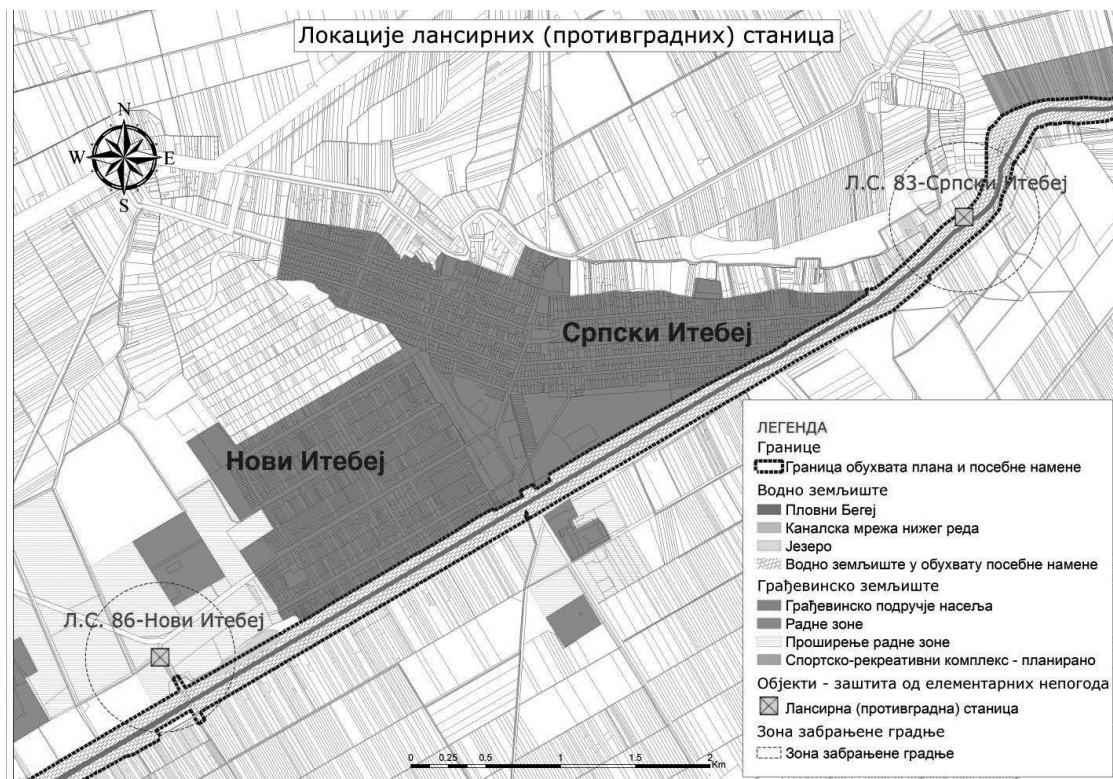 Локације лансирних (противградних) станица
N
W E
S
Л.С. 83-Српски Итебеј
Српски Итебеј
Нови Итебеј
Л.С. 86-Нови Итебеј
ЛЕГЕНДА
Границе
Граница обухвата плана и посебне намене
Водно земљиште
Пловни Бегеј
Каналска мрежа нижег реда
Језеро
Водно земљиште у обухвату посебне намене
Грађевинско земљиште
Грађевинско подручје насеља
Радне зоне
Проширење радне зоне
Спортско-рекреативни комплекс - планирано
Објекти - заштита од елементарних непогода
Лансирна (противградна) станица
Зона забрањене градње
Зона забрањене градње
0 0.25 0.5 1 1.5 2
Km